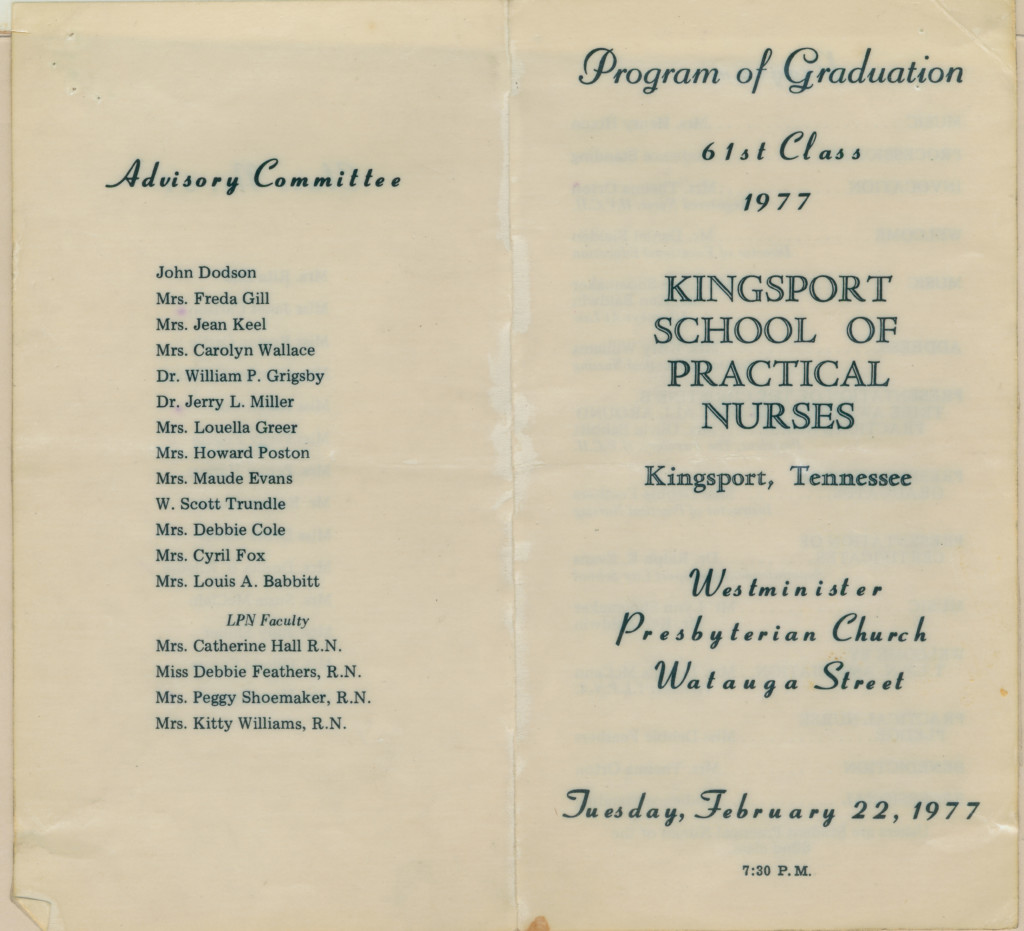 Advisory Committee
John Dodson
Mrs. Freda Gill
Mrs. Jean Keel
Mrs. Carolyn Wallace
Dr. William P. Grigsby
Dr. Jerry L. Miller
Mrs. Louella Greer
Mrs. Howard Poston
Mrs. Maude Evans
W. Scott Trundle
Mrs. Debbie Cole
Mrs. Cyril Fox
Mrs. Louis A. Babbitt
LPN Faculty
Mrs. Catherine Hall R.N.
Miss Debbie Feathers, R.N.
Mrs. Peggy Shoemaker, R.N.
Mrs. Kitty Williams, R.N.
Program of Graduation
61st Class
1977
KINGSPORT
SCHOOL OF
PRACTICAL
NURSES
Kingsport, Tennessee
Westminister
Presbyterian Church
Watauga Street
Tuesday, February 22, 1977
7:30 P.M.